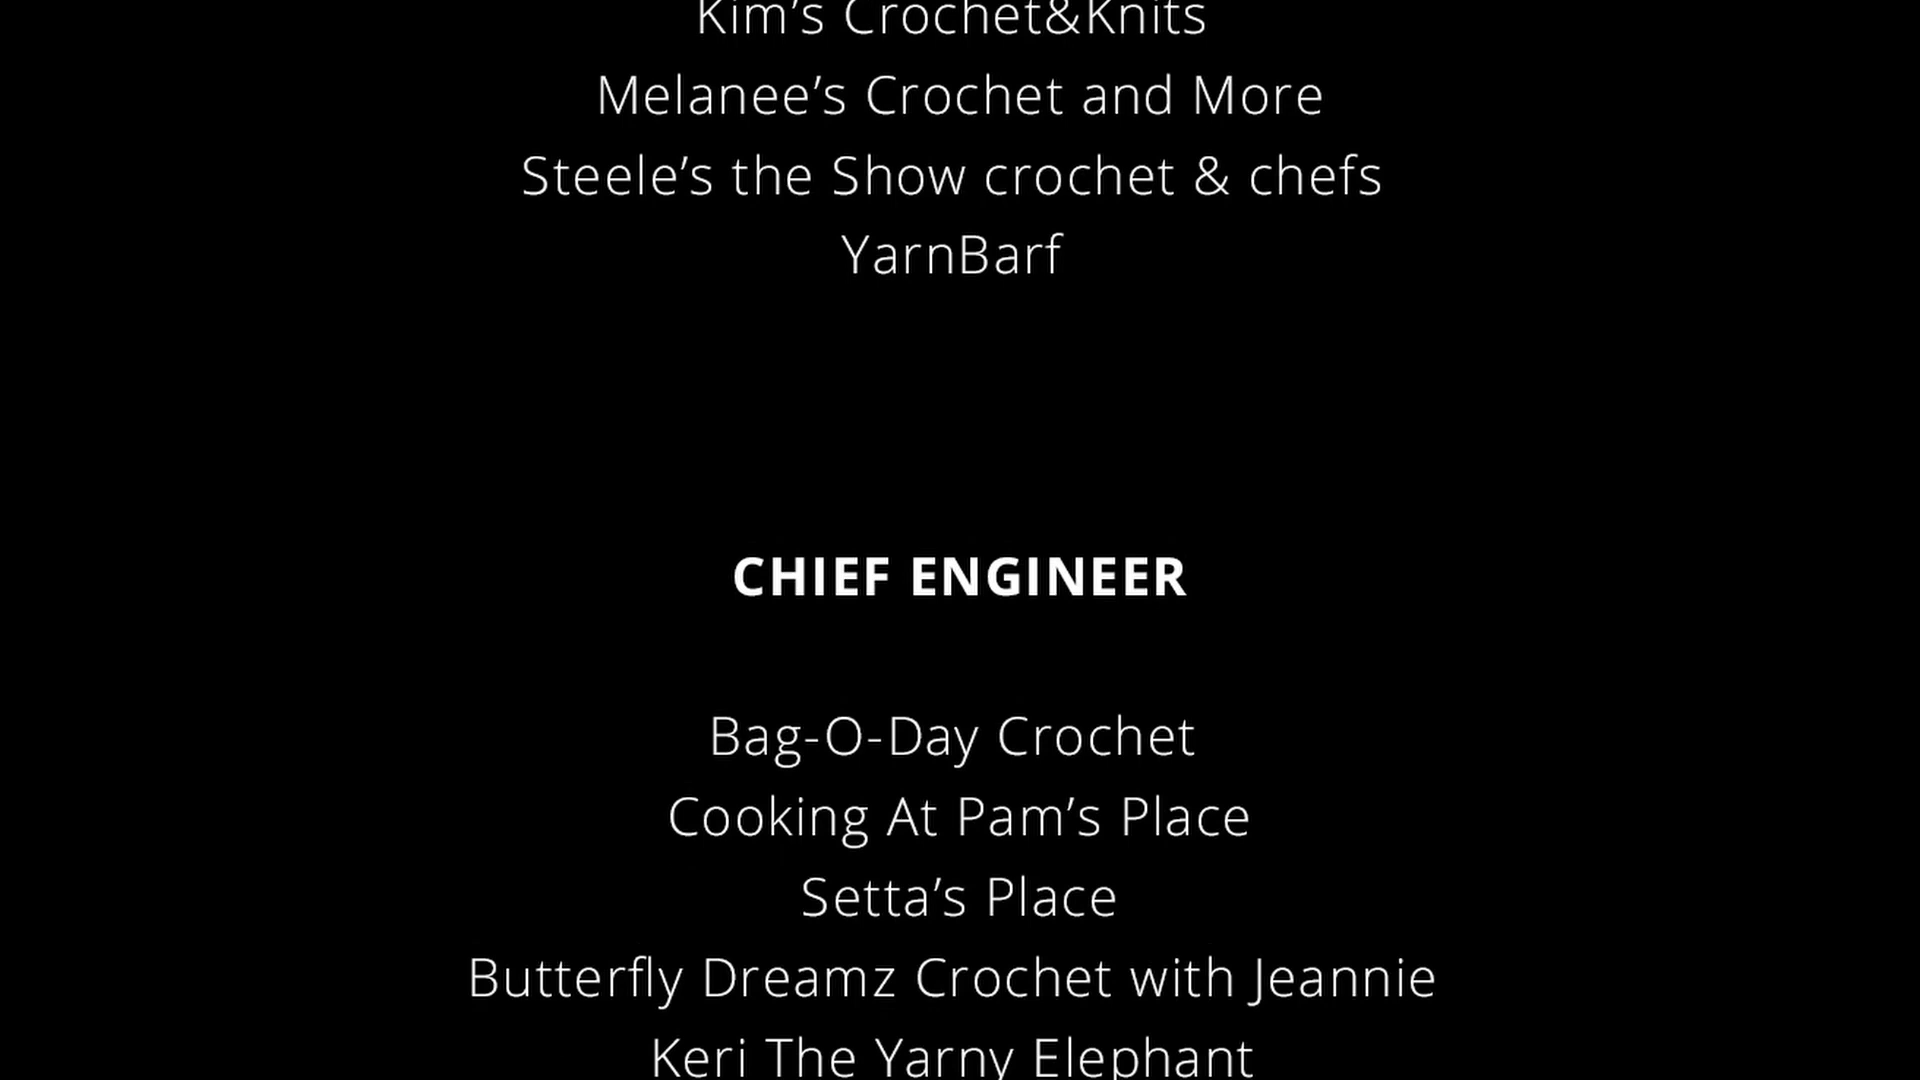 Kim’s Crochet&Knits
Melanee’s Crochet and More
Steele’s the Show crochet & chefs
YarnBarf
CHIEF ENGINEER
Bag-O-Day Crochet
Cooking At Pam’s Place
Setta’s Place
Butterfly Dreamz Crochet with Jeannie
Keri The Yarny Elephant